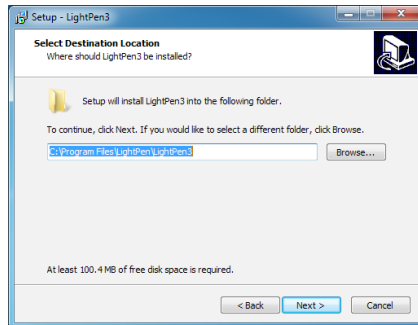 Setup - LightPen3
Select Destination Location
Where should LightPen3 be installed?
Setup will install LightPen3 into the following folder.
To continue, click Next. If you would like to select a different folder, click Browse.
C:\Program Files\LightPen\LightPen3
Browse...
At least 100.4 MB of free disk space is required.
< Back
Next >
Cancel